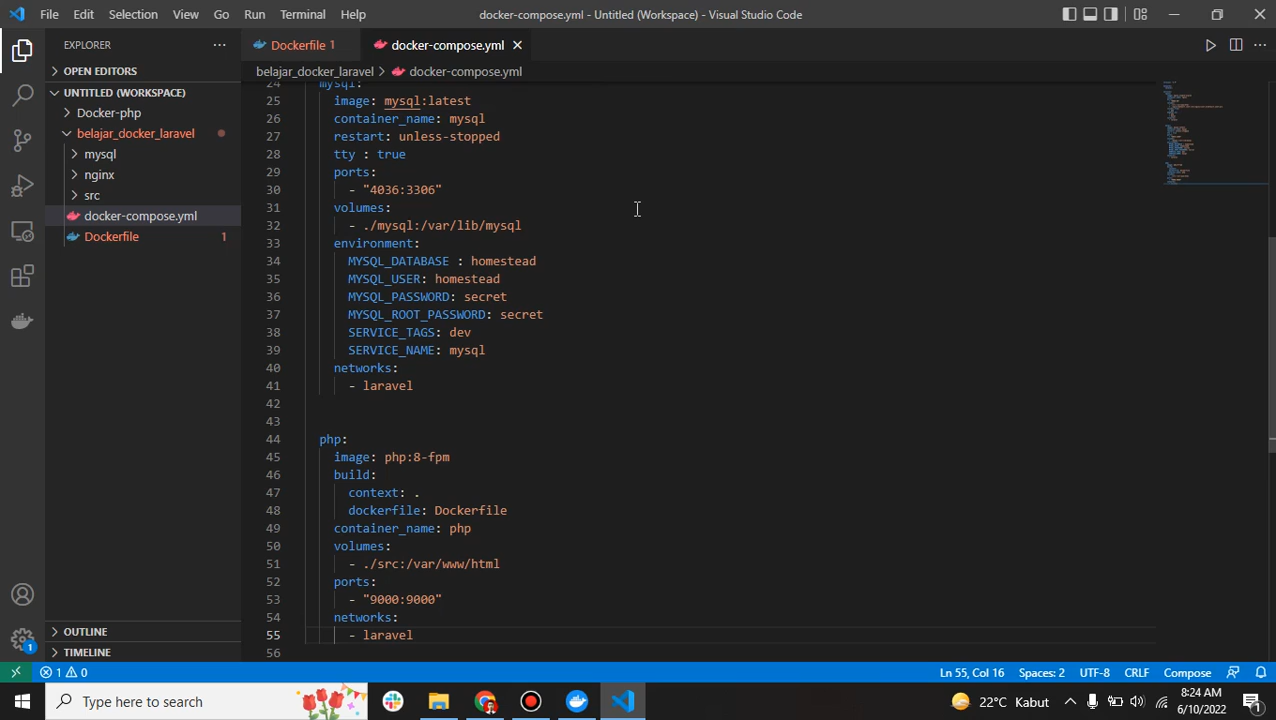 File Edit Selection View Go Run Terminal Help
docker-compose.yml - Untitled (Workspace) - Visual Studio Code
EXPLORER
Dockerfile 1
docker-compose.yml
OPEN EDITORS
belajar_docker_laravel > docker-compose.yml
UNTITLED (WORKSPACE)
Docker-php
belajar_docker_laravel
mysql
nginx
src
docker-compose.yml
Dockerfile 1
24 mysql:
25 image: mysql:latest
26 container_name: mysql
27 restart: unless-stopped
28 tty : true
29 ports:
30 - "4036:3306"
31 volumes:
32 - ./mysql:/var/lib/mysql
33 environment:
34 MYSQL_DATABASE : homestead
35 MYSQL_USER: homestead
36 MYSQL_PASSWORD: secret
37 MYSQL_ROOT_PASSWORD: secret
38 SERVICE_TAGS: dev
39 SERVICE_NAME: mysql
40 networks:
41 - laravel
42
43
44 php:
45 image: php:8-fpm
46 build:
47 context: .
48 dockerfile: Dockerfile
49 container_name: php
50 volumes:
51 - ./src:/var/www/html
52 ports:
53 - "9000:9000"
54 networks:
55 - laravel
56
OUTLINE
TIMELINE
1
1 0
Ln 55, Col 16
Spaces: 2
UTF-8
CRLF
Compose
Type here to search
22°C Kabut
8:24 AM
6/10/2022
1